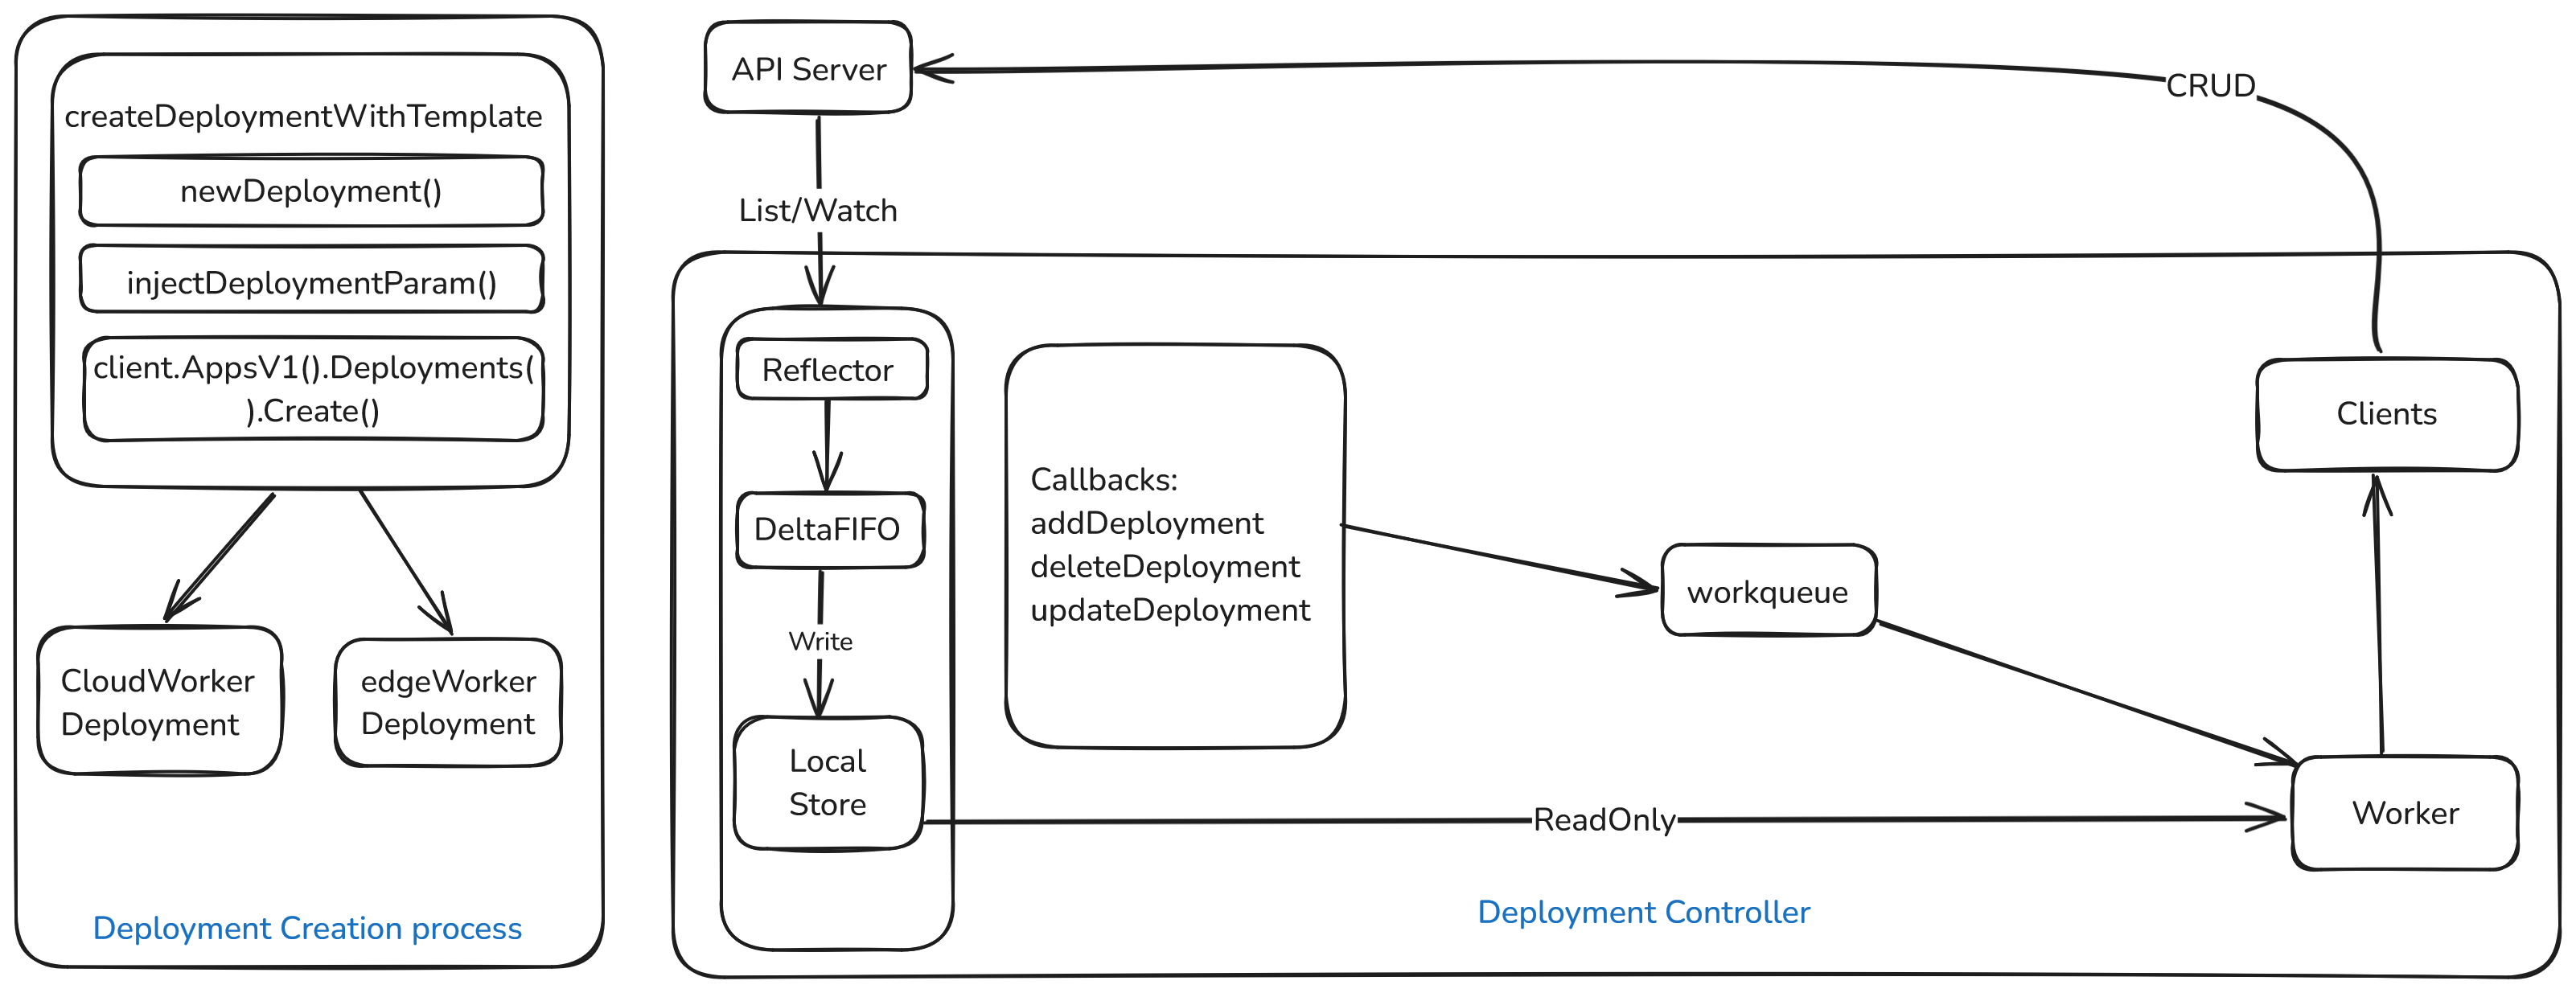 createDeploymentWithTemplate
newDeployment()
injectDeploymentParam()
client.AppsV1().Deployments(
).Create()
CloudWorker
Deployment
edgeWorker
Deployment
Deployment Creation process
API Server
CRUD
List/Watch
Reflector
DeltaFIFO
Write
Local
Store
Callbacks:
addDeployment
deleteDeployment
updateDeployment
workqueue
Clients
ReadOnly
Worker
Deployment Controller